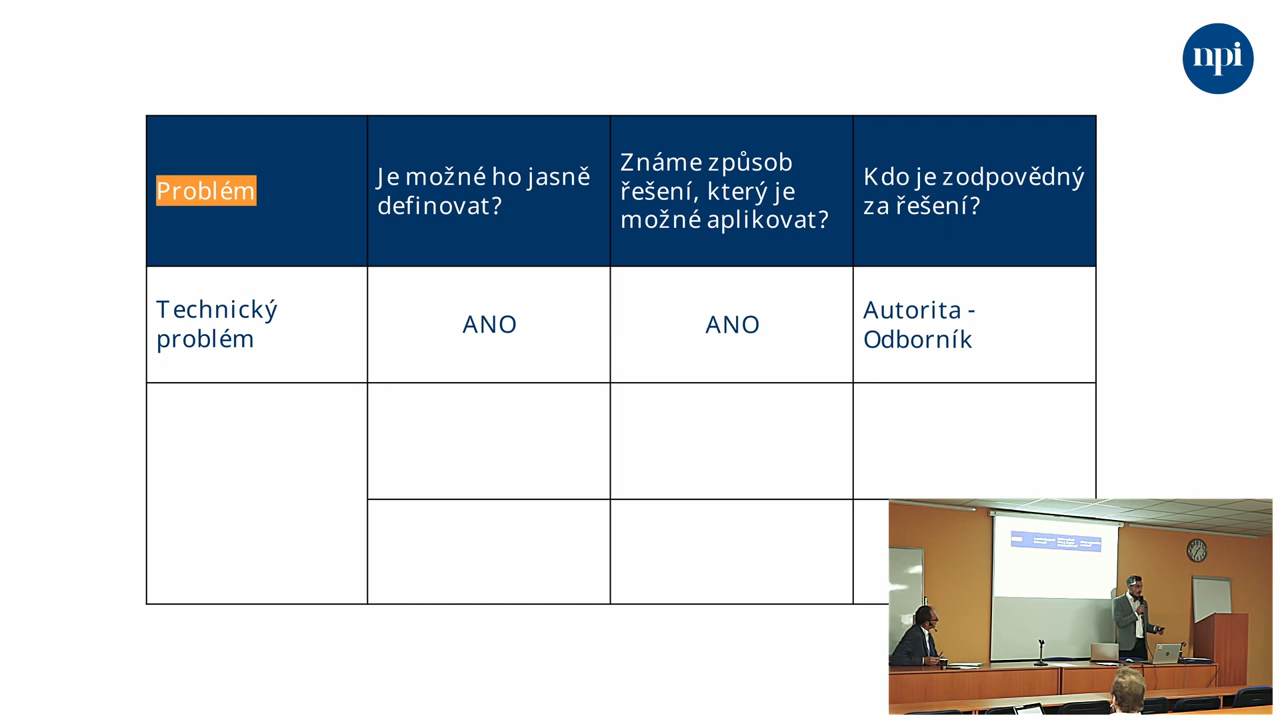 npi
Problém
Je možné ho jasně
definovat?
Známe způsob
řešení, který je
možné aplikovat?
Kdo je zodpovědný
za řešení?
Technický
problém
ANO
ANO
Autorita -
Odborník